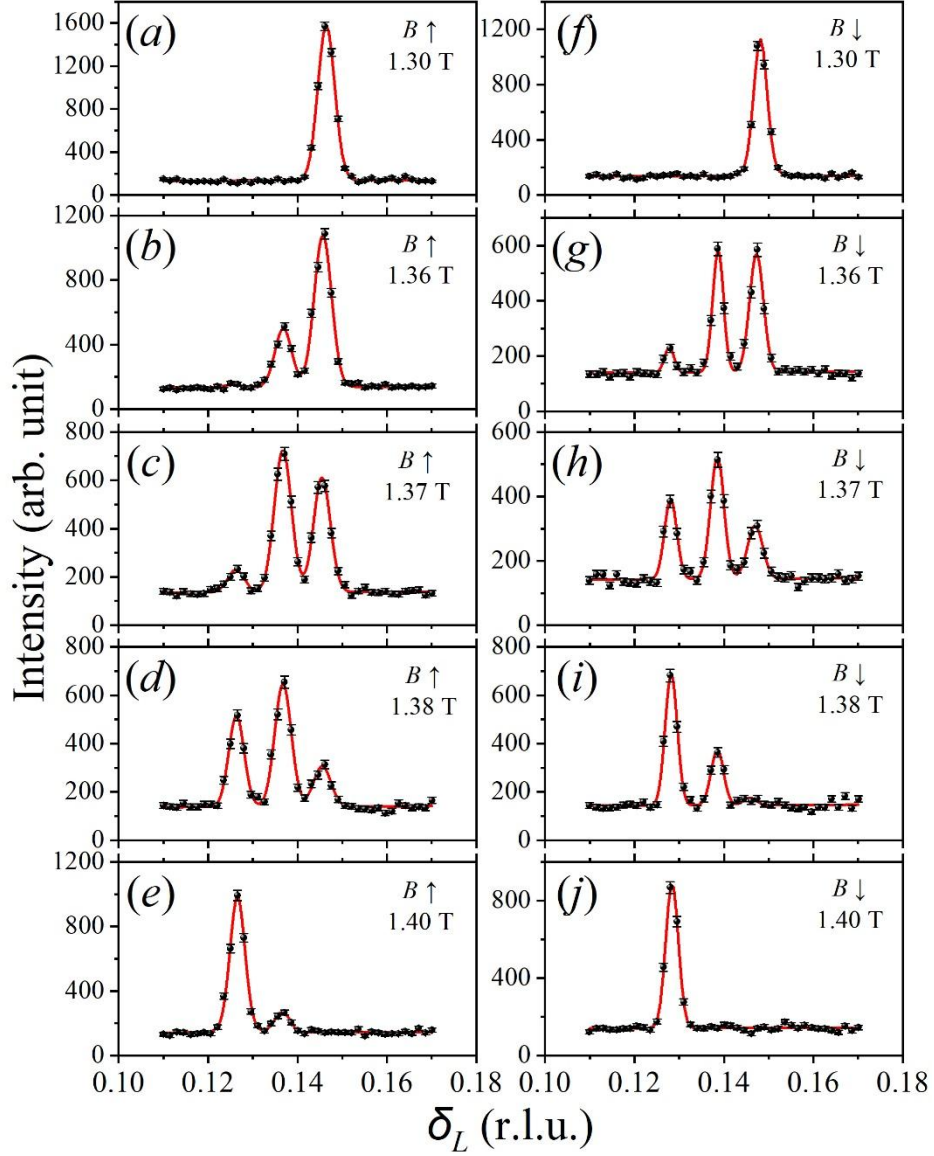 Intensity (arb. unit)
(a) B ↑
1.30 T
1600
1200
800
400
0
(b) B ↑
1.36 T
1200
800
400
0
(c) B ↑
1.37 T
800
600
400
200
0
(d) B ↑
1.38 T
800
600
400
200
0
(e) B ↑
1.40 T
1200
800
400
0
0.10 0.12 0.14 0.16 0.18
(f) B ↓
1.30 T
1200
800
400
0
(g) B ↓
1.36 T
600
400
200
0
(h) B ↓
1.37 T
600
400
200
0
(i) B ↓
1.38 T
800
600
400
200
0
(j) B ↓
1.40 T
800
400
0
0.10 0.12 0.14 0.16 0.18
δL (r.l.u.)